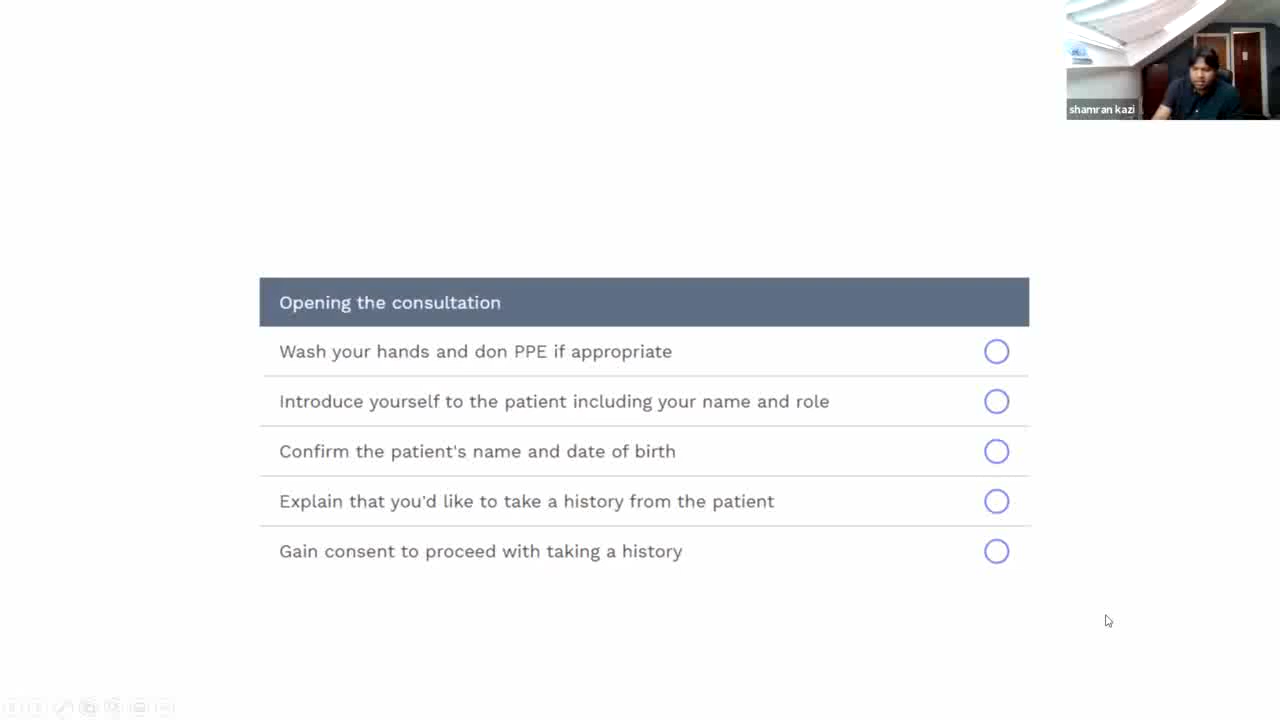 shamran kazi
Opening the consultation
Wash your hands and don PPE if appropriate
Introduce yourself to the patient including your name and role
Confirm the patient's name and date of birth
Explain that you'd like to take a history from the patient
Gain consent to proceed with taking a history